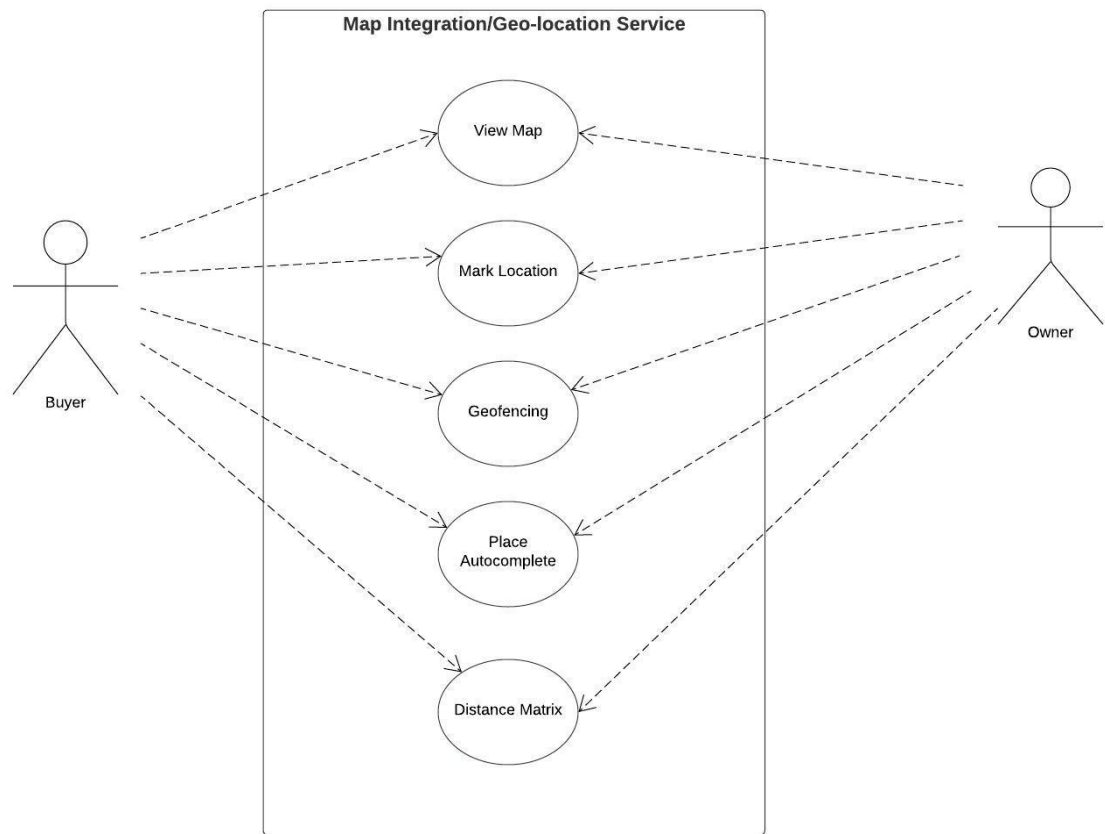 Map Integration/Geo-location Service
View Map
Mark Location
Buyer
Owner
Geofencing
Place
Autocomplete
Distance Matrix